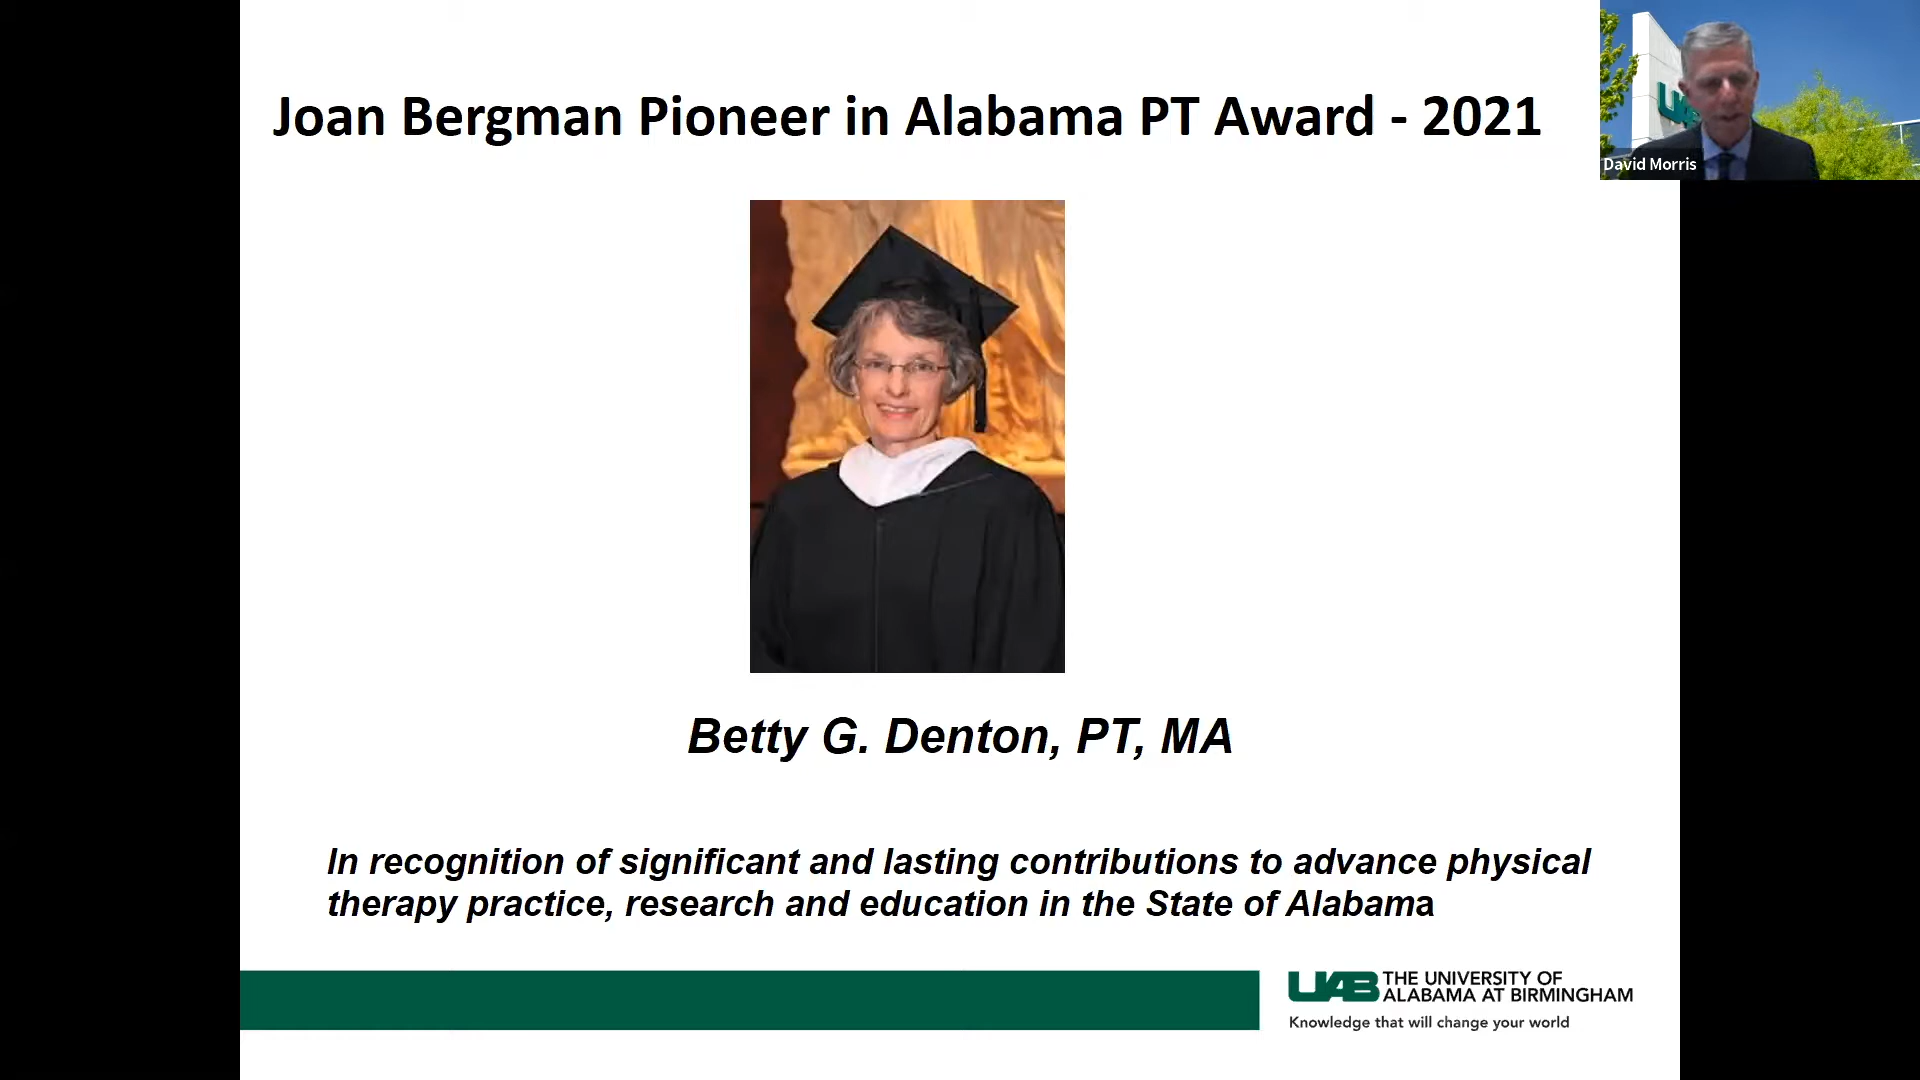 Joan Bergman Pioneer in Alabama PT Award - 2021
UAB
David Morris
Betty G. Denton, PT, MA
In recognition of significant and lasting contributions to advance physical
therapy practice, research and education in the State of Alabama
UAB THE UNIVERSITY OF
ALABAMA AT BIRMINGHAM
Knowledge that will change your world